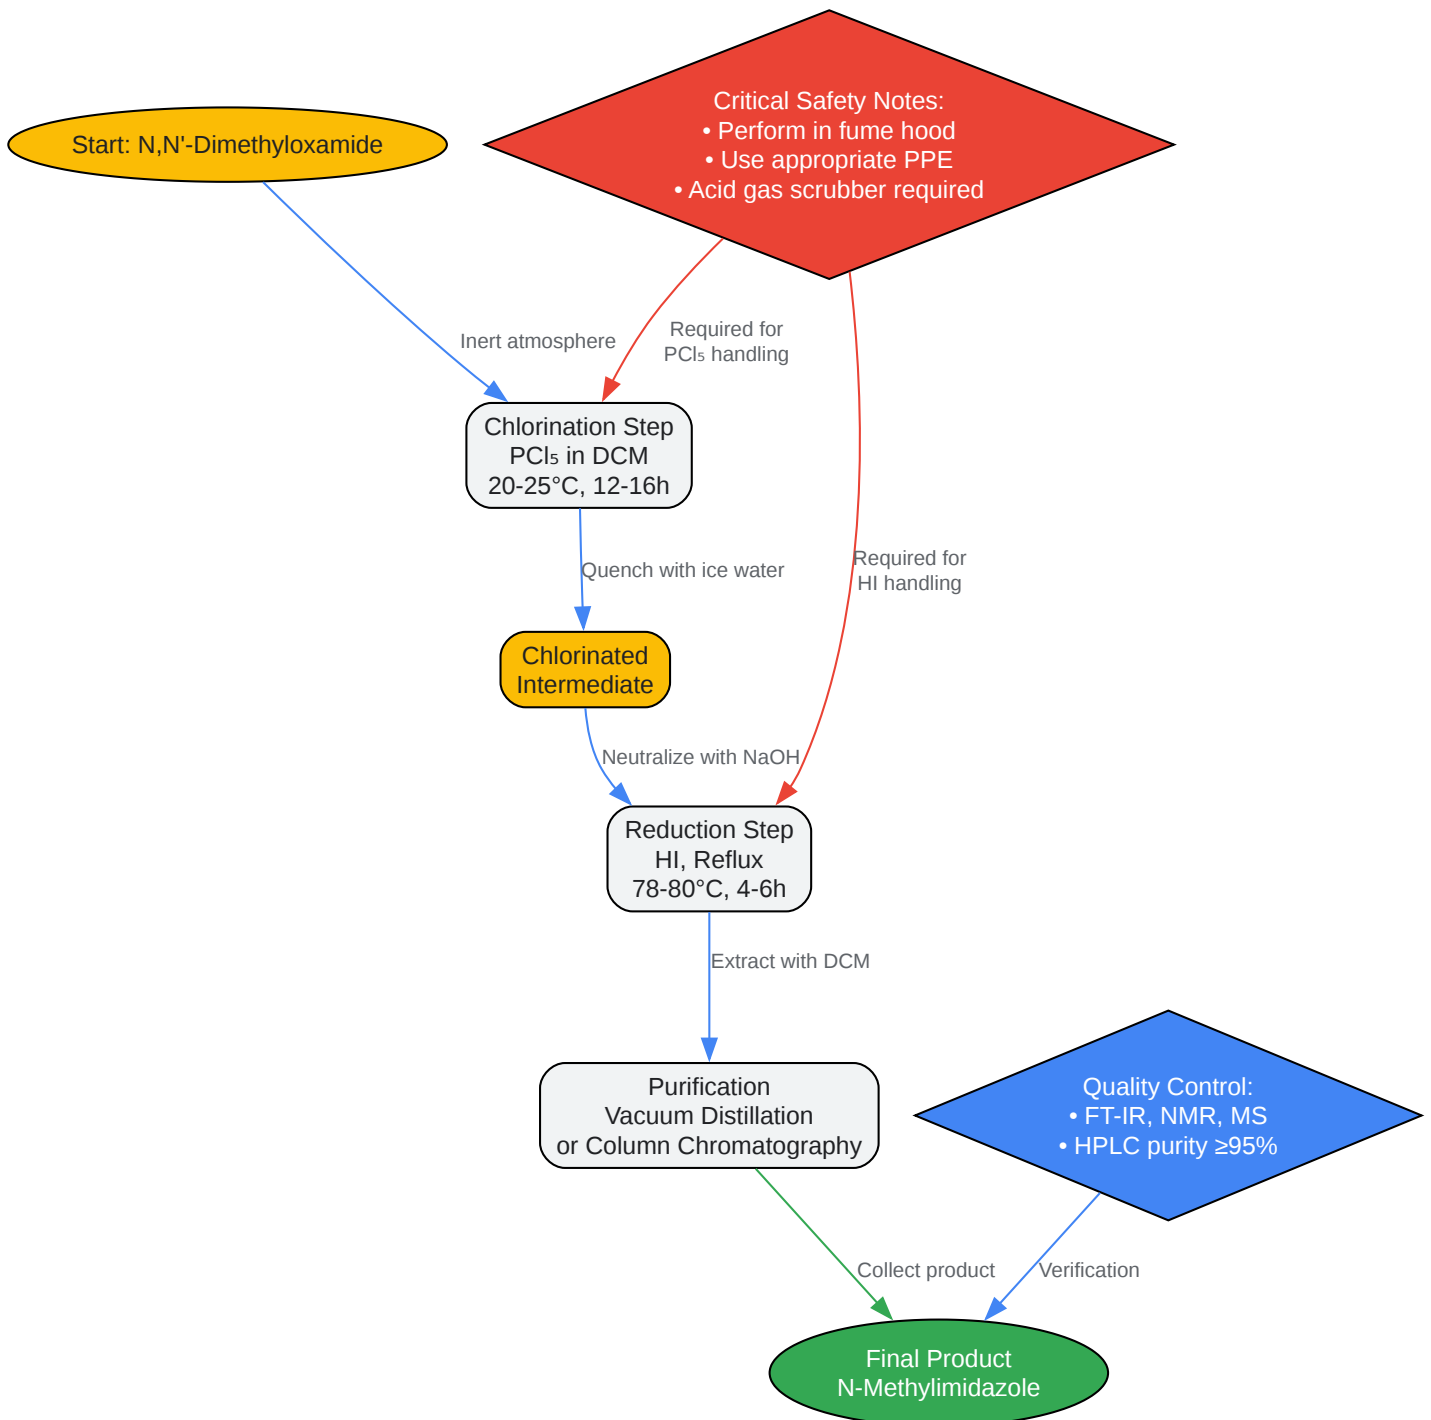 Start: N,N'-Dimethyloxamide
Critical Safety Notes:
• Perform in fume hood
• Use appropriate PPE
• Acid gas scrubber required
Inert atmosphere
Required for
PCl₅ handling
Chlorination Step
PCl₅ in DCM
20-25°C, 12-16h
Quench with ice water
Required for
HI handling
Chlorinated
Intermediate
Neutralize with NaOH
Reduction Step
HI, Reflux
78-80°C, 4-6h
Extract with DCM
Purification
Vacuum Distillation
or Column Chromatography
Quality Control:
• FT-IR, NMR, MS
• HPLC purity ≥95%
Collect product
Verification
Final Product
N-Methylimidazole